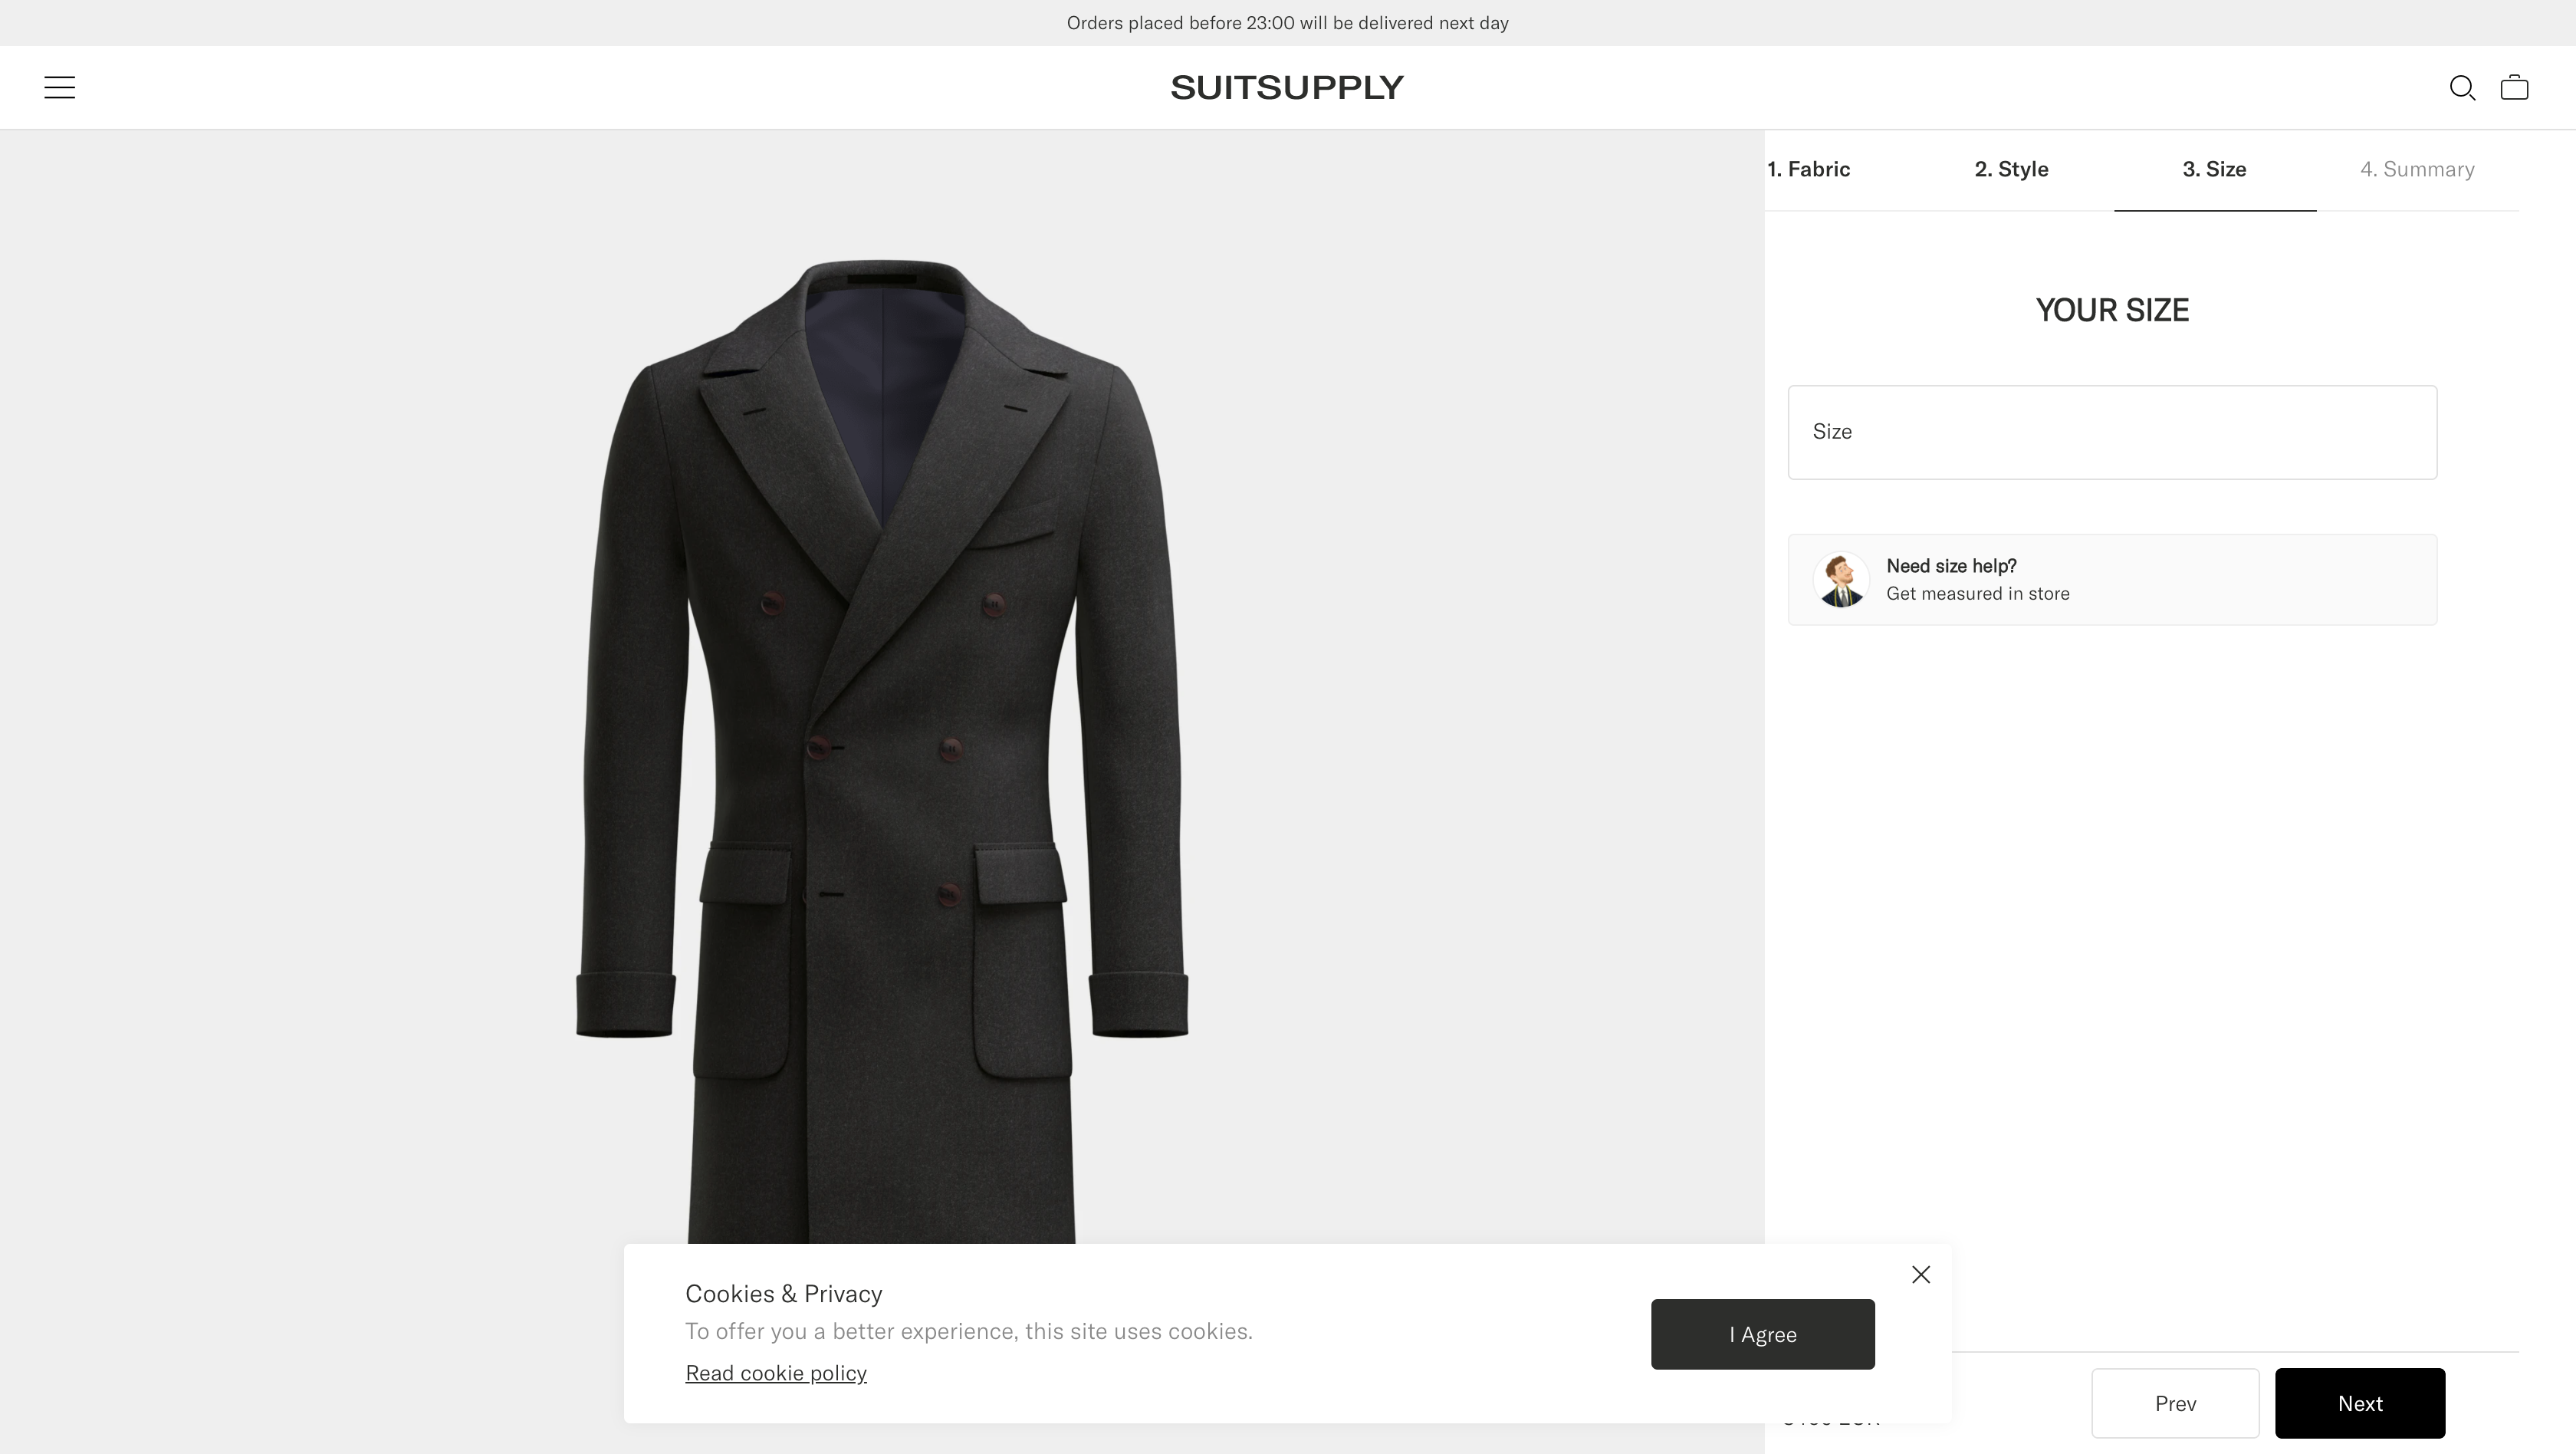 Orders placed before 23:00 will be delivered next day
SUITSUPPLY
1. Fabric
2. Style
3. Size
4. Summary
YOUR SIZE
Size
Need size help?
Get measured in store
Cookies & Privacy
To offer you a better experience, this site uses cookies.
Read cookie policy
I Agree
Prev
Next